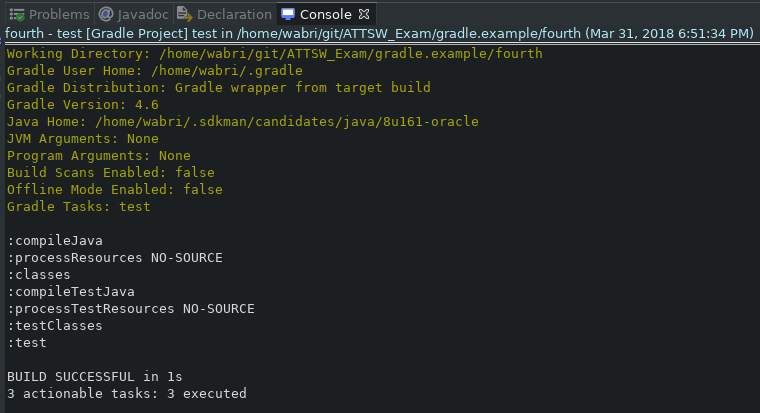 Problems Javadoc Declaration Console
fourth - test [Gradle Project] test in /home/wabri/git/ATTSW_Exam/gradle.example/fourth (Mar 31, 2018 6:51:34 PM)
Working Directory: /home/wabri/git/ATTSW_Exam/gradle.example/fourth
Gradle User Home: /home/wabri/.gradle
Gradle Distribution: Gradle wrapper from target build
Gradle Version: 4.6
Java Home: /home/wabri/.sdkman/candidates/java/8u161-oracle
JVM Arguments: None
Program Arguments: None
Build Scans Enabled: false
Offline Mode Enabled: false
Gradle Tasks: test
:compileJava
:processResources NO-SOURCE
:classes
:compileTestJava
:processTestResources NO-SOURCE
:testClasses
:test
BUILD SUCCESSFUL in 1s
3 actionable tasks: 3 executed